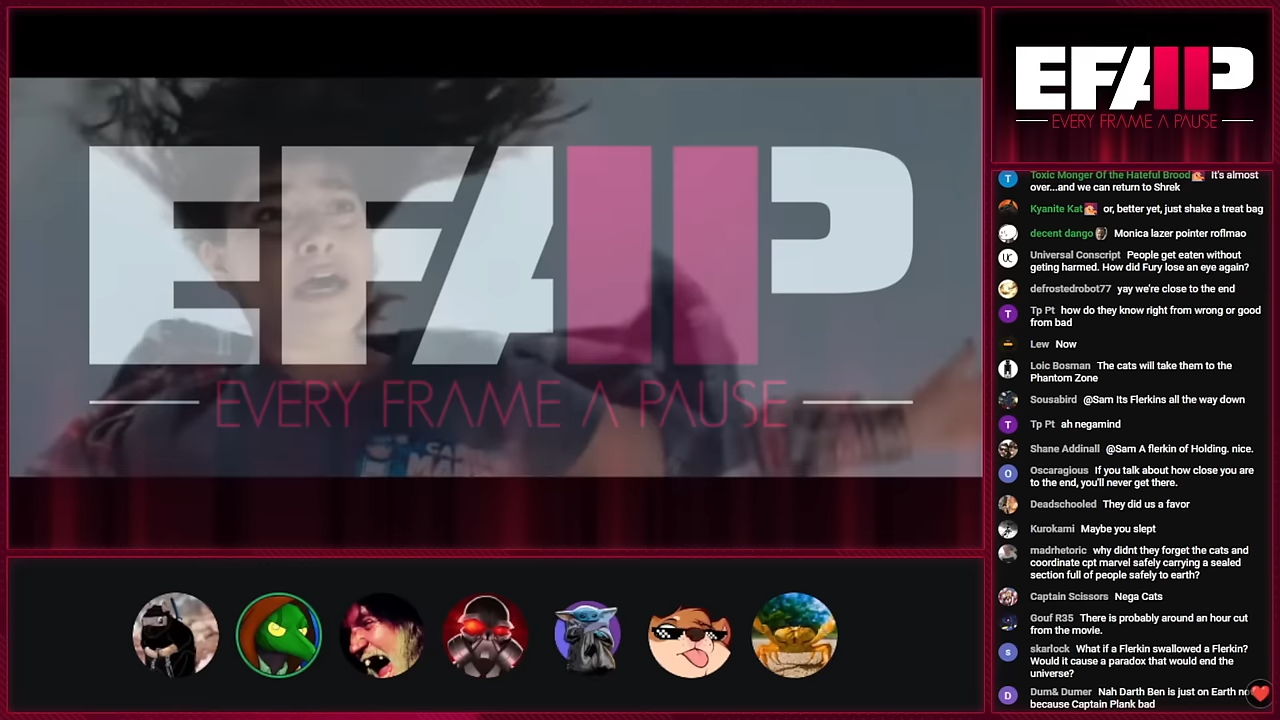 EFAP
EVERY FRAME A PAUSE
EFAP
EVERY FRAME A PAUSE
T
Toxic Monger Of the Hateful Brood It's almost
over...and we can return to Shrek
Kyanite Kat or, better yet, just shake a treat bag
decent dango Monica lazer pointer roflmao
UC
Universal Conscript People get eaten without
geting harmed. How did Fury lose an eye again?
defrostedrobot77 yay we're close to the end
T
Tp Pt how do they know right from wrong or good
from bad
Lew Now
Loic Bosman The cats will take them to the
Phantom Zone
Sousabird @Sam Its Flerkins all the way down
T
Tp Pt ah negamind
Shane Addinall @Sam A flerkin of Holding. nice.
O
Oscaragious If you talk about how close you are
to the end, you'll never get there.
Deadschooled They did us a favor
Kurokami Maybe you slept
madrhetoric why didnt they forget the cats and
coordinate cpt marvel safely carrying a sealed
section full of people safely to earth?
Captain Scissors Nega Cats
Gouf R35 There is probably around an hour cut
from the movie.
s
skarlock What if a Flerkin swallowed a Flerkin?
Would it cause a paradox that would end the
universe?
D
Dum& Dumer Nah Darth Ben is just on Earth
because Captain Plank bad